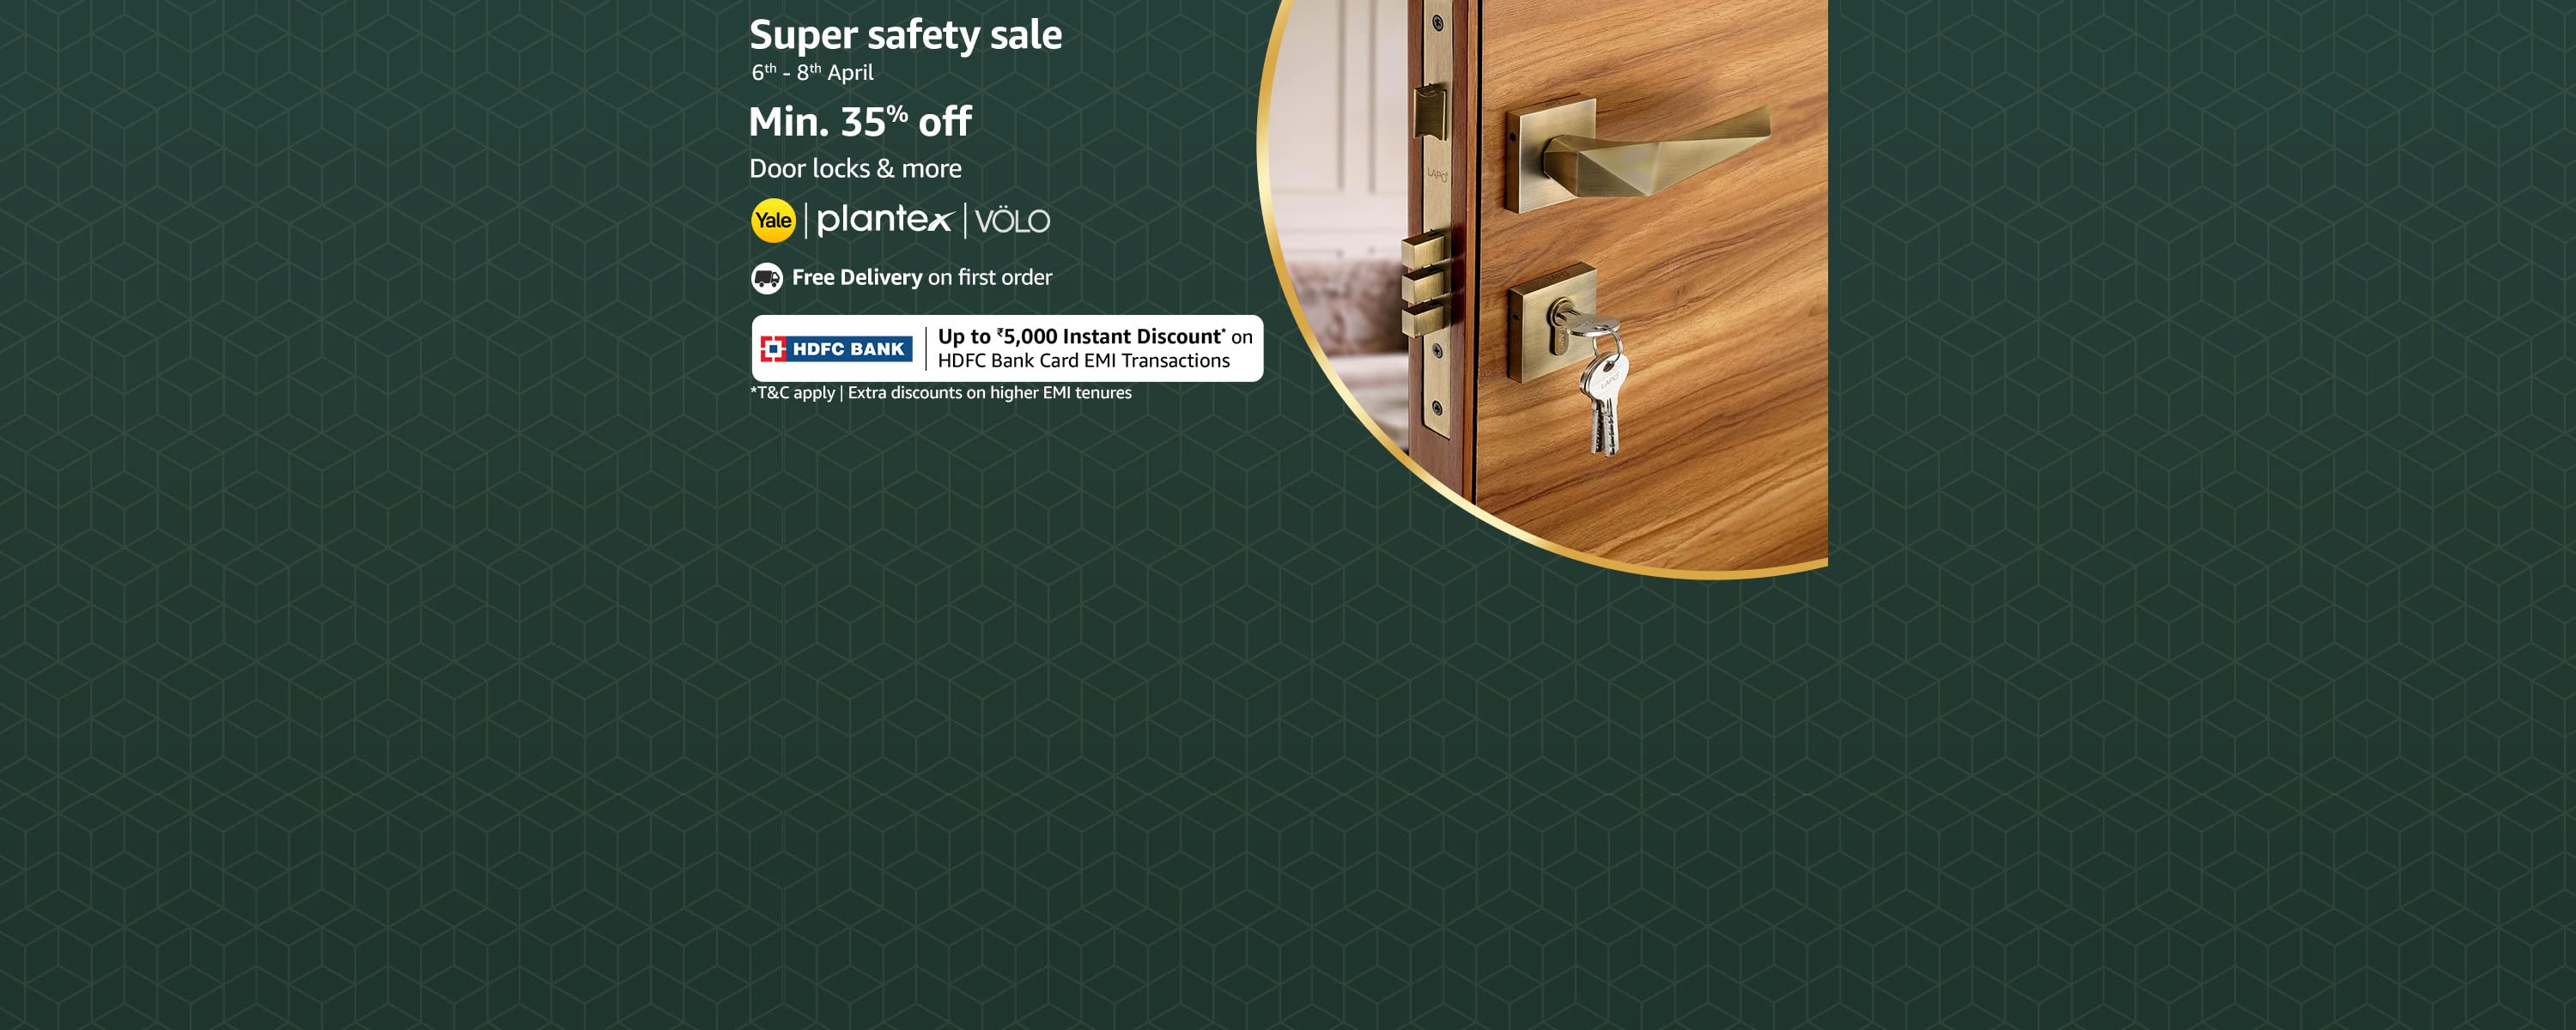 Super safety sale
6th - 8th April
Min. 35% off
Door locks & more
Yale | plantex | VÖLO
Free Delivery on first order
HDFC BANK
Up to ₹5,000 Instant Discount* on
HDFC Bank Card EMI Transactions
*T&C apply | Extra discounts on higher EMI tenures
LAPO
LAPO